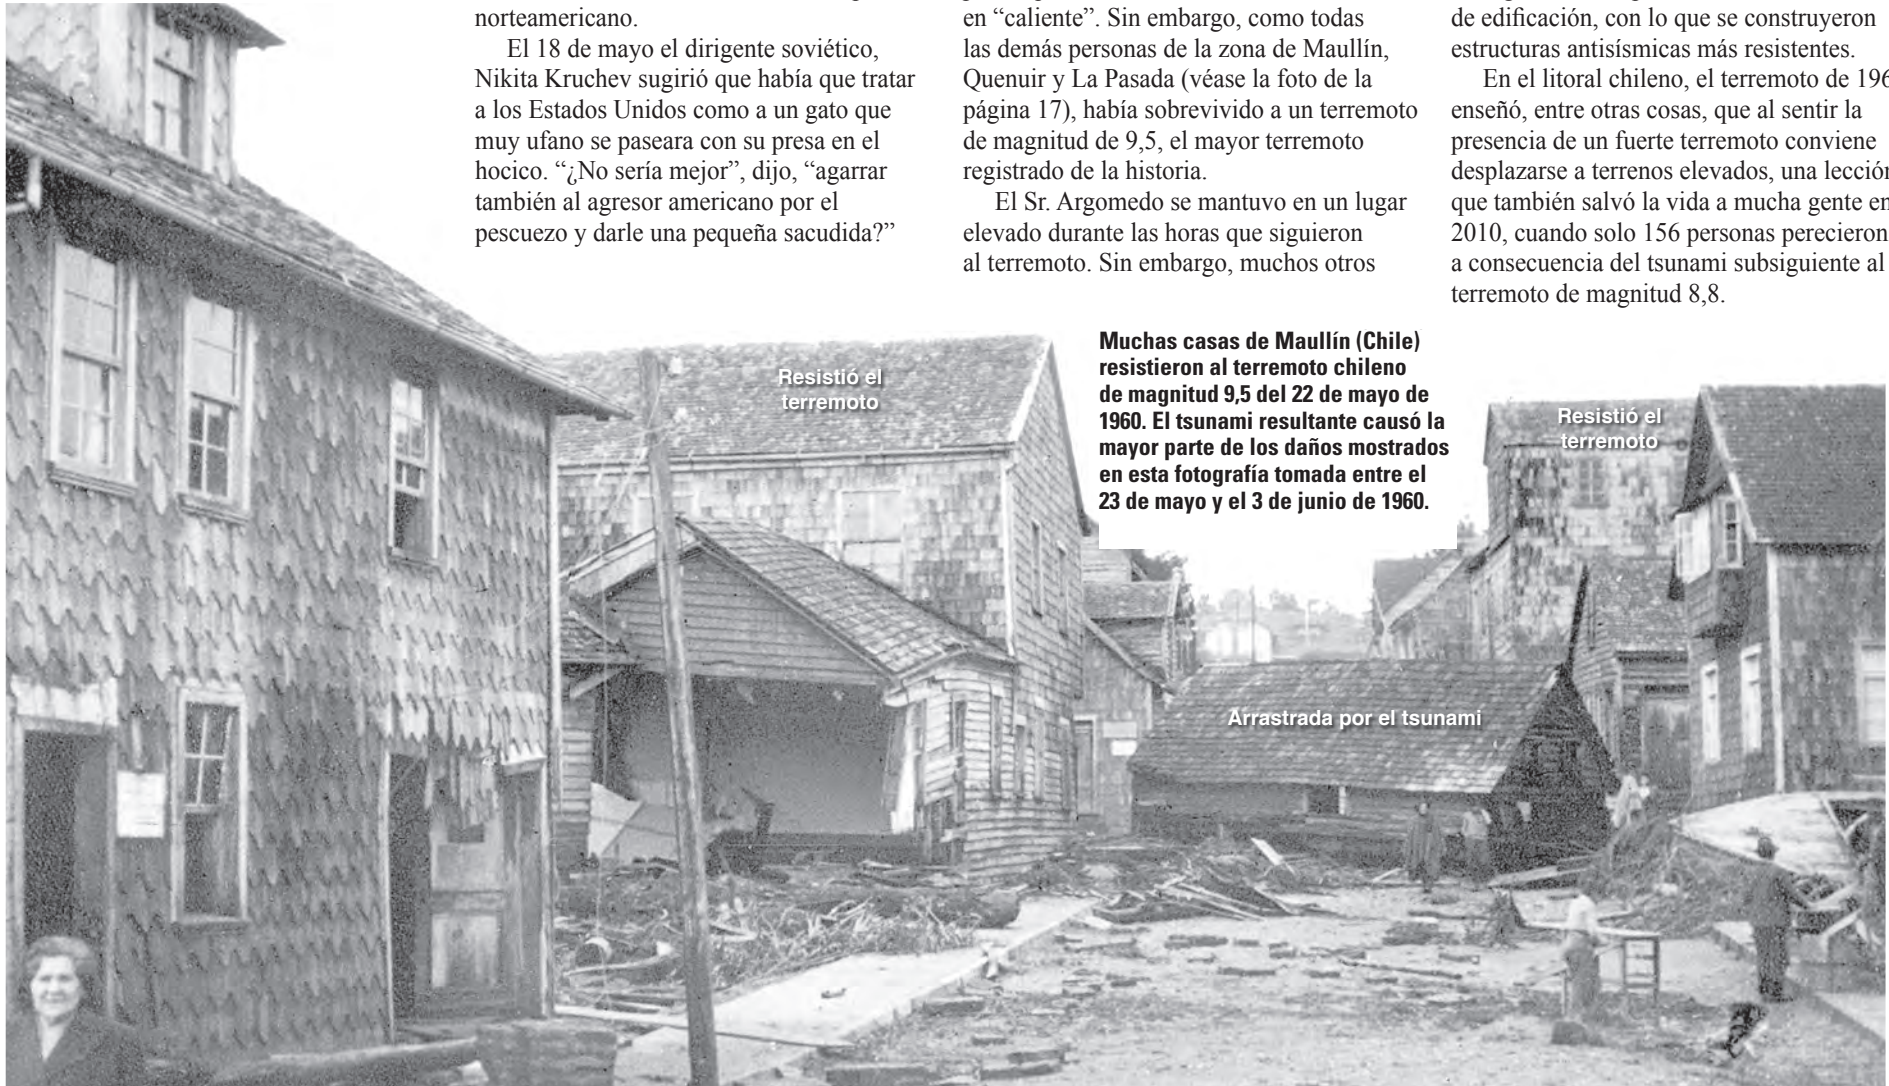 norteamericano.
El 18 de mayo el dirigente soviético,
Nikita Kruchev sugirió que había que tratar
a los Estados Unidos como a un gato que
muy ufano se paseara con su presa en el
hocico. “¿No sería mejor”, dijo, “agarrar
también al agresor americano por el
pescuezo y darle una pequeña sacudida?”
en “caliente”. Sin embargo, como todas
las demás personas de la zona de Maullín,
Quenuir y La Pasada (véase la foto de la
página 17), había sobrevivido a un terremoto
de magnitud de 9,5, el mayor terremoto
registrado de la historia.
El Sr. Argomedo se mantuvo en un lugar
elevado durante las horas que siguieron
al terremoto. Sin embargo, muchos otros
de edificación, con lo que se construyeron
estructuras antisísmicas más resistentes.
En el litoral chileno, el terremoto de 196
enseñó, entre otras cosas, que al sentir la
presencia de un fuerte terremoto conviene
desplazarse a terrenos elevados, una lección
que también salvó la vida a mucha gente en
2010, cuando solo 156 personas perecieron
a consecuencia del tsunami subsiguiente al
terremoto de magnitud 8,8.
Muchas casas de Maullín (Chile)
resistieron al terremoto chileno
de magnitud 9,5 del 22 de mayo de
1960. El tsunami resultante causó la
mayor parte de los daños mostrados
en esta fotografía tomada entre el
23 de mayo y el 3 de junio de 1960.
Resistió el
terremoto
Resistió el
terremoto
Arrastrada por el tsunami